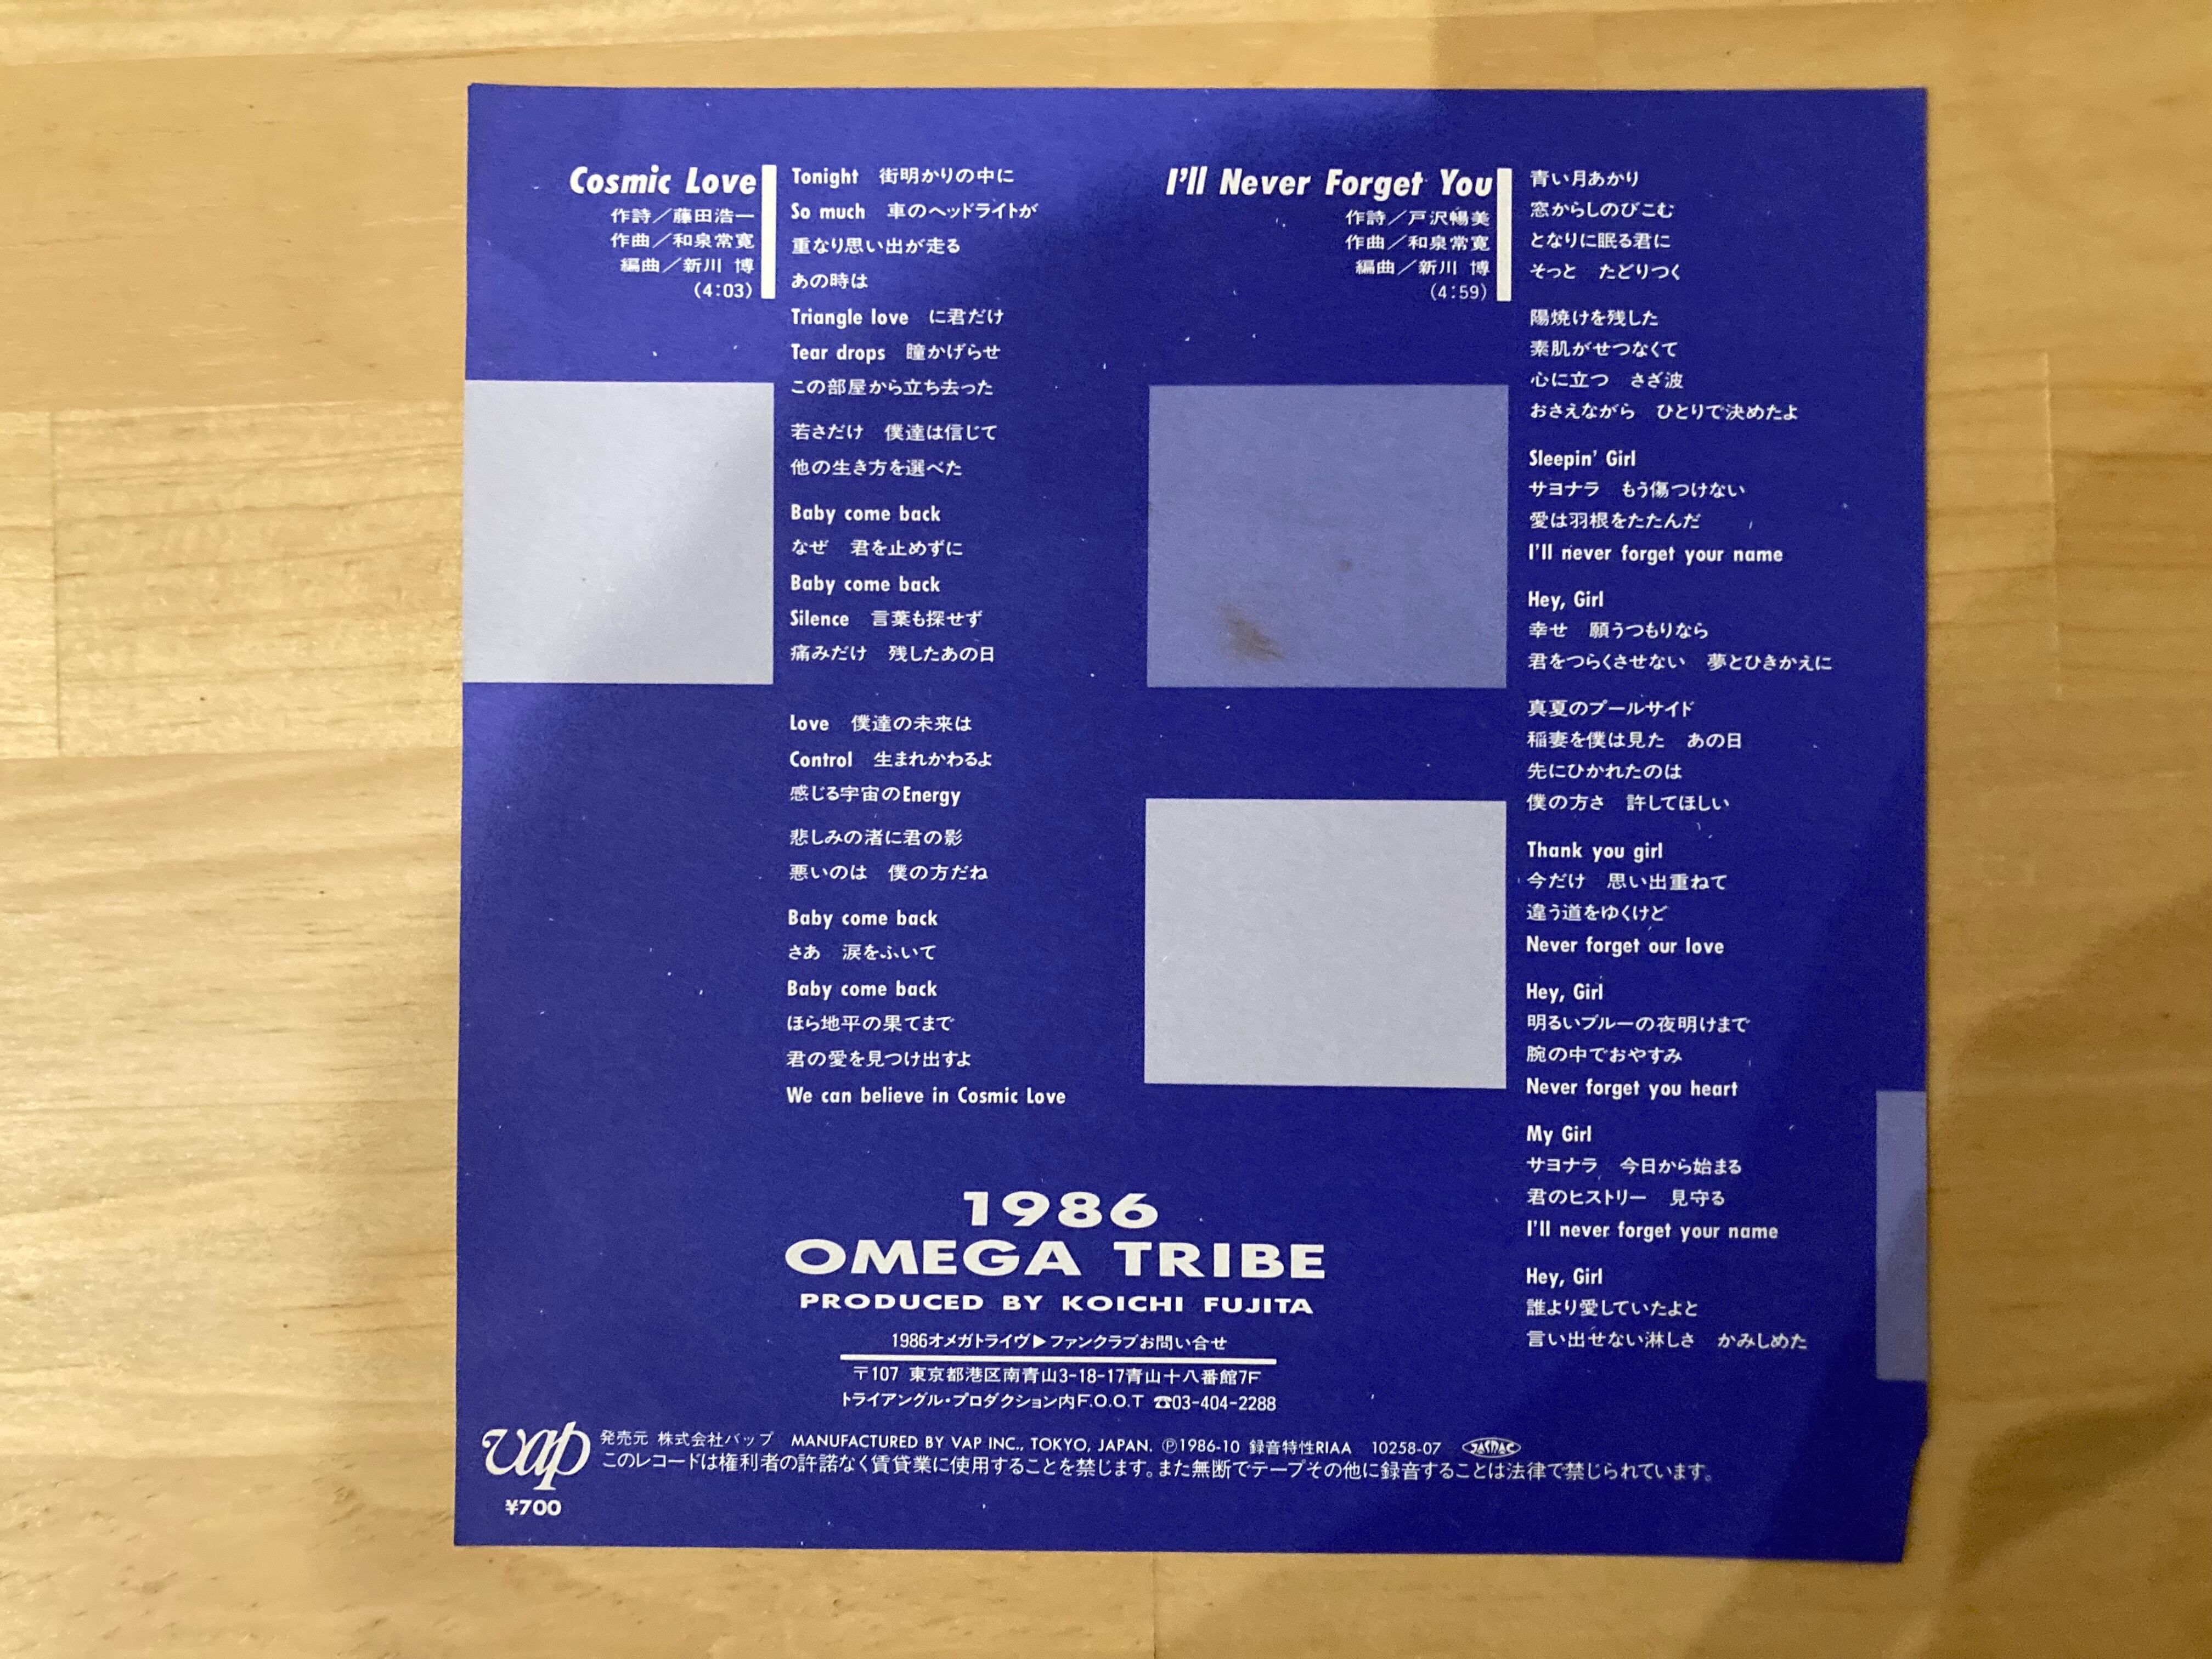 Cosmic Love
作詩／藤田浩一
作曲／和泉常寛
編曲／新川 博
(4:03)
Tonight　街明かりの中に
So much　車のヘッドライトが
重なり思い出が走る
あの時は
Triangle love　に君だけ
Tear drops　瞳かげらせ
この部屋から立ち去った
若さだけ　僕達は信じて
他の生き方を選べた
Baby come back
なぜ　君を止めずに
Baby come back
Silence　言葉も探せず
痛みだけ　残したあの日
Love　僕達の未来は
Control　生まれかわるよ
感じる宇宙のEnergy
悲しみの渚に君の影
悪いのは　僕の方だね
Baby come back
さあ　涙をふいて
Baby come back
ほら地平の果てまで
君の愛を見つけ出すよ
We can believe in Cosmic Love
I'll Never Forget You
作詩／戸沢暢美
作曲／和泉常寛
編曲／新川 博
(4:59)
青い月あかり
窓からしのびこむ
となりに眠る君に
そっと　たどりつく
陽焼けを残した
素肌がせつなくて
心に立つ　さざ波
おさえながら　ひとりで決めたよ
Sleepin' Girl
サヨナラ　もう傷つけない
愛は羽根をたたんだ
I'll never forget your name
Hey, Girl
幸せ　願うつもりなら
君をつらくさせない　夢とひきかえに
真夏のプールサイド
稲妻を僕は見た　あの日
先にひかれたのは
僕の方さ　許してほしい
Thank you girl
今だけ　思い出重ねて
違う道をゆくけど
Never forget our love
Hey, Girl
明るいブルーの夜明けまで
腕の中でおやすみ
Never forget you heart
My Girl
サヨナラ　今日から始まる
君のヒストリー　見守る
I'll never forget your name
Hey, Girl
誰より愛していたよと
言い出せない淋しさ　かみしめた
1986
OMEGA TRIBE
PRODUCED BY KOICHI FUJITA
1986オメガトライヴ▶ファンクラブお問い合せ
〒107 東京都港区南青山3-18-17青山十八番館7F
トライアングル・プロダクション内F.O.O.T ☎03-404-2288
vap
発売元 株式会社バップ　MANUFACTURED BY VAP INC., TOKYO, JAPAN. ℗1986-10 録音特性RIAA　10258-07　JASRAC
このレコードは権利者の許諾なく賃貸業に使用することを禁じます。また無断でテープその他に録音することは法律で禁じられています。
¥700